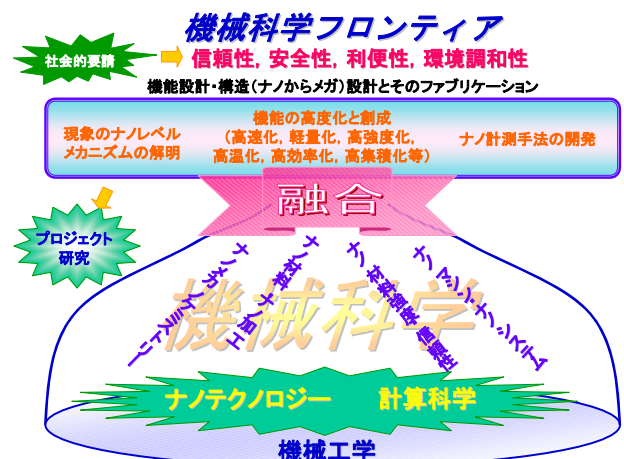 機械科学フロンティア
社会的要請
信頼性，安全性，利便性，環境調和性
機能設計・構造（ナノからメガ）設計とそのファブリケーション
現象のナノレベル
メカニズムの解明
機能の高度化と創成
（高速化，軽量化，高強度化，
高温化，高効率化，高集積化等）
ナノ計測手法の開発
融合
プロジェクト
研究
ナノメカノケミストリー
ナノ材料・ナノ加工
ナノ材料強度・信頼性
ナノマシン・ナノシステム
機械科学
ナノテクノロジー
計算科学
機械工学